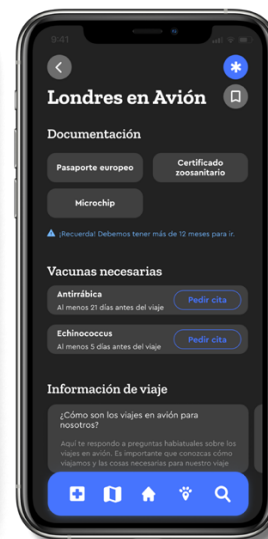 9:41
Londres en Avión
Documentación
Pasaporte europeo
Certificado
zoosanitario
Microchip
¡Recuerda! Debemos tener más de 12 meses para ir.
Vacunas necesarias
Antirrábica
Al menos 21 días antes del viaje
Pedir cita
Echinococcus
Al menos 5 días antes del viaje
Pedir cita
Información de viaje
¿Cómo son los viajes en avión para
nosotros?
Aquí te respondo a preguntas habiatuales sobre los
viajes en avión. Es importante que conozcas cómo
viajamos y las cosas necesarias para nuestro viaje